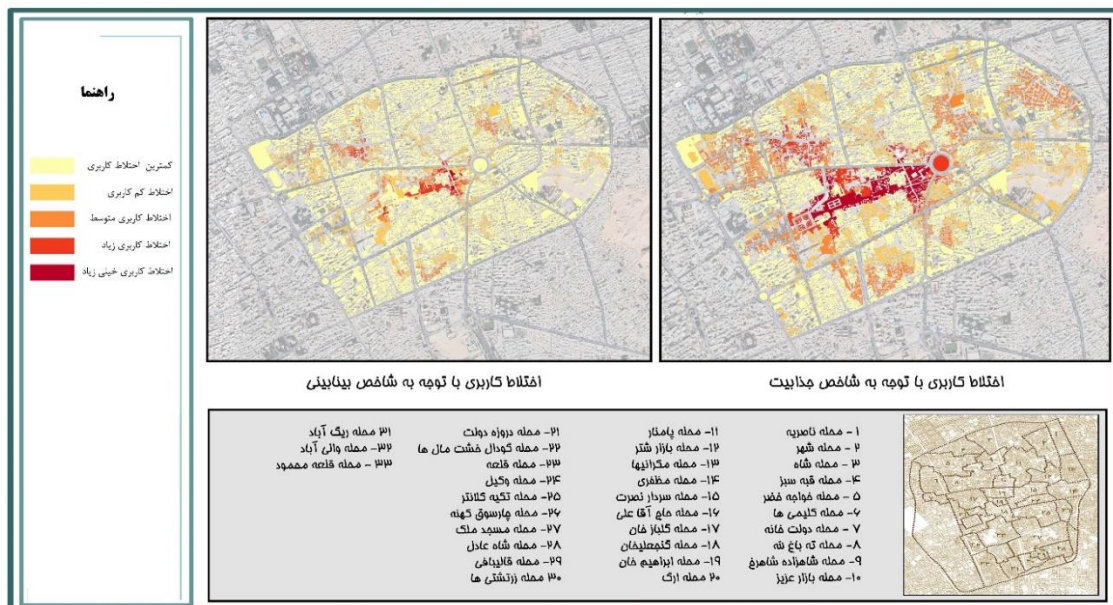 راهنما
کمترین اختلاط کاربری
اختلاط کم کاربری
اختلاط کاربری متوسط
اختلاط کاربری زیاد
اختلاط کاربری خیلی زیاد
اختلاط کاربری با توجه به شاخص جذابیت
اختلاط کاربری با توجه به شاخص بینابینی
۱ - محله ناصریه
۲ - محله شهر
۳ - محله شاه
۴- محله قبه سبز
۵ - محله خواجه خضر
۶ - محله کلیمی ها
۷ - محله دولت خانه
۸- محله ته باغ لله
۹- محله شاهزاده شاهرخ
۱۰- محله بازار عزیز
۱۱- محله پامنار
۱۲- محله بازار شتر
۱۳- محله مکرانیها
۱۴- محله مظفری
۱۵- محله سردار نصرت
۱۶- محله حاج آقا علی
۱۷- محله گلباز خان
۱۸- محله گنجعلیخان
۱۹- محله ابراهیم خان
۲۰ محله ارگ
۲۱- محله دروزه دولت
۲۲- محله کودال خشت مال ها
۲۳- محله قلعه
۲۴- محله وکیل
۲۵- محله تکیه کلانتر
۲۶- محله چارسوق کهنه
۲۷- محله مسجد ملک
۲۸- محله شاه عادل
۲۹- محله قالیبافی
۳۰ محله زرتشتی ها
۳۱ محله ریگ آباد
۳۲- محله والی آباد
۳۳- محله قلعه محمود